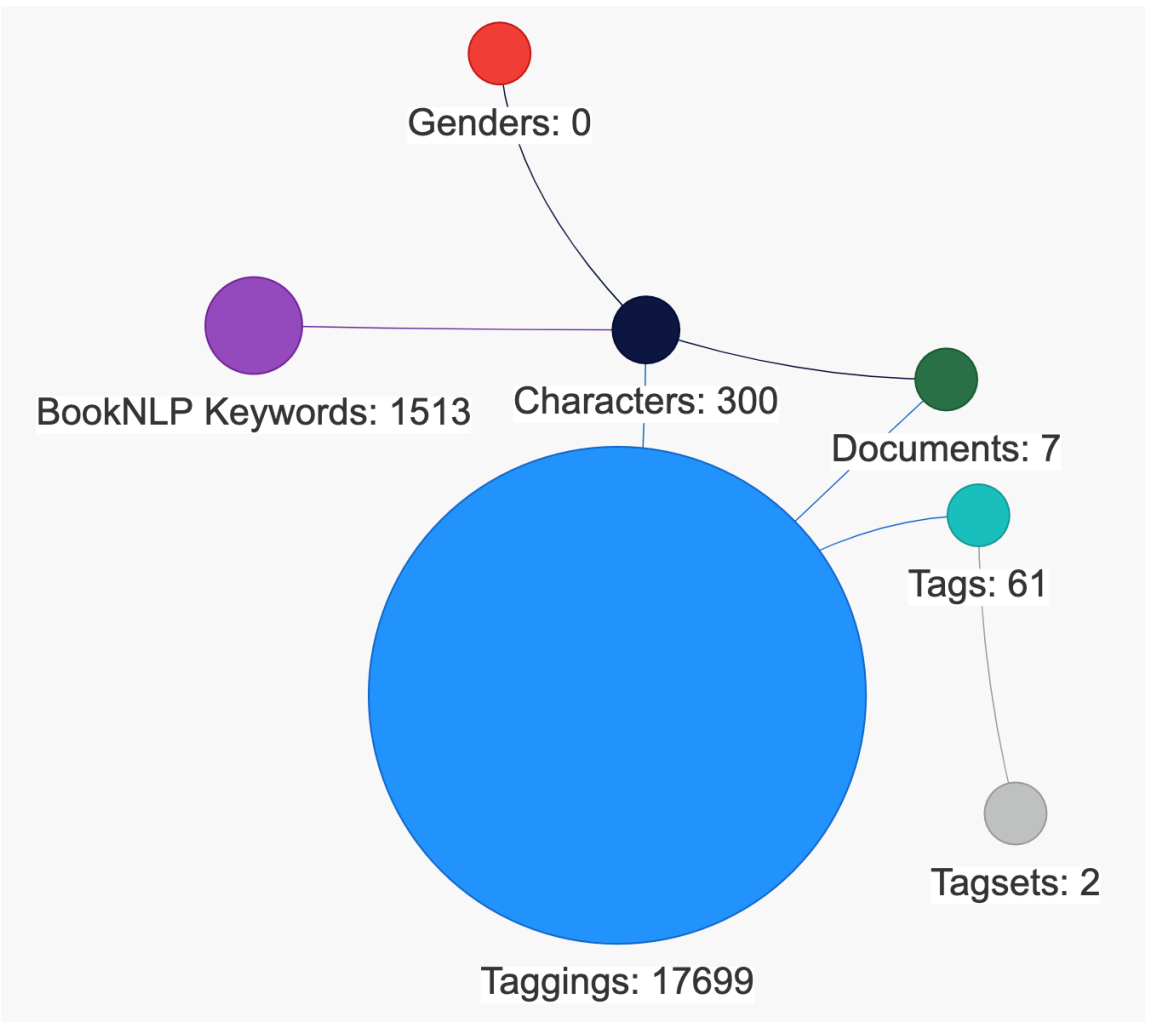 Genders: 0
BookNLP Keywords: 1513
Characters: 300
Documents: 7
Tags: 61
Tagsets: 2
Taggings: 17699